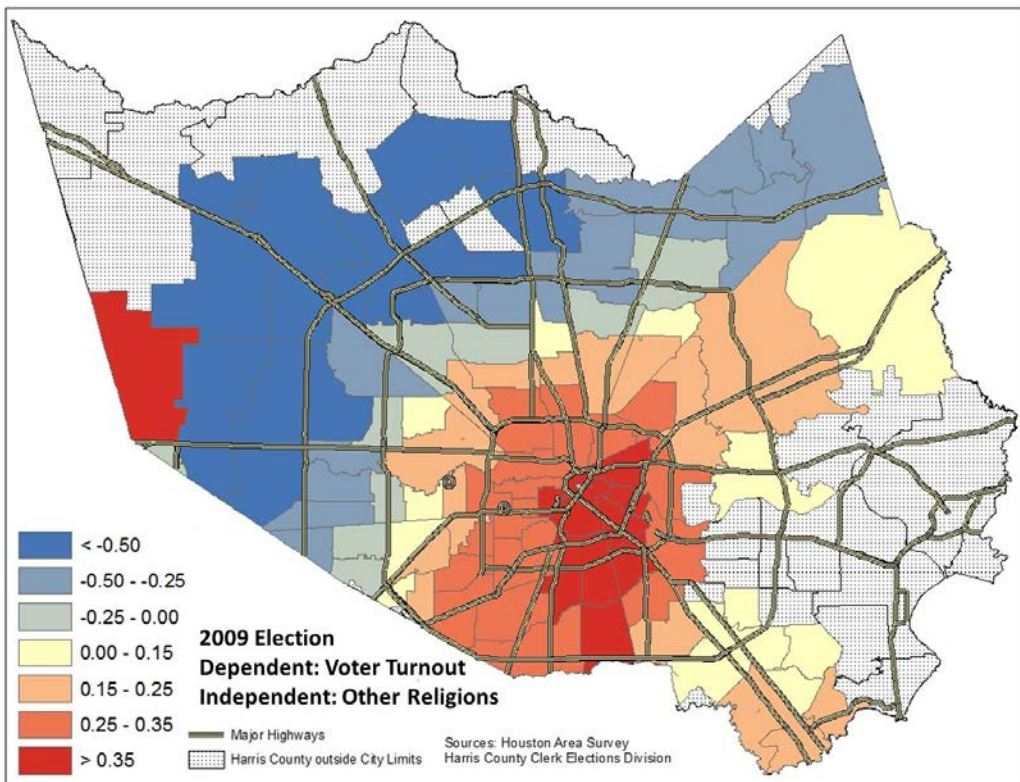 < -0.50
-0.50 - -0.25
-0.25 - 0.00
0.00 - 0.15
0.15 - 0.25
0.25 - 0.35
> 0.35
2009 Election
Dependent: Voter Turnout
Independent: Other Religions
Major Highways
Harris County outside City Limits
Sources: Houston Area Survey
Harris County Clerk Elections Division